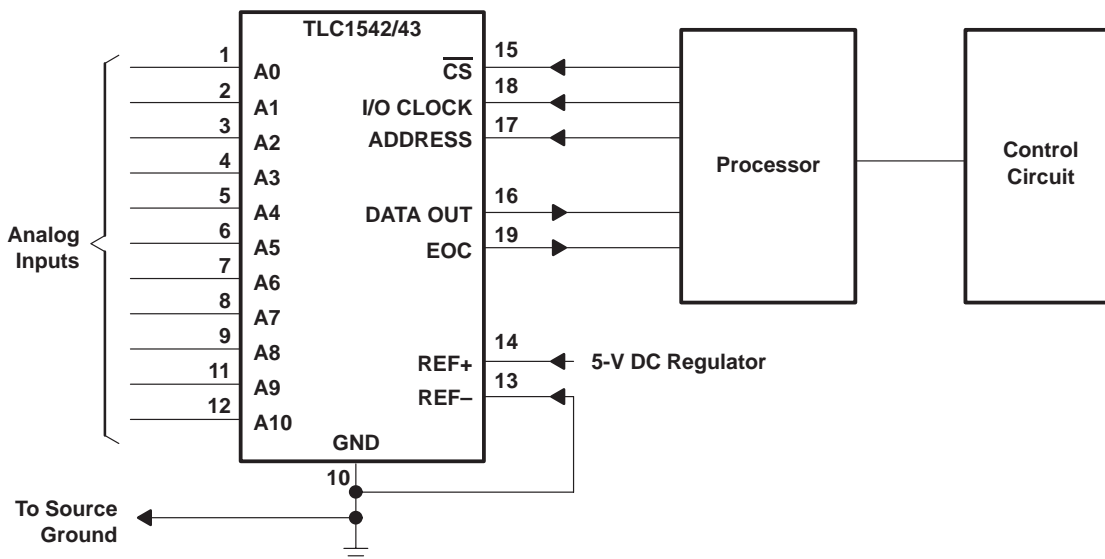 TLC1542/43
1
A0
2
A1
3
A2
4
A3
5
A4
6
A5
7
A6
8
A7
9
A8
11
A9
12
A10
Analog
Inputs
15
C̅S̅
18
I/O CLOCK
17
ADDRESS
16
DATA OUT
19
EOC
14
REF+
5-V DC Regulator
13
REF–
GND
10
To Source
Ground
Processor
Control
Circuit